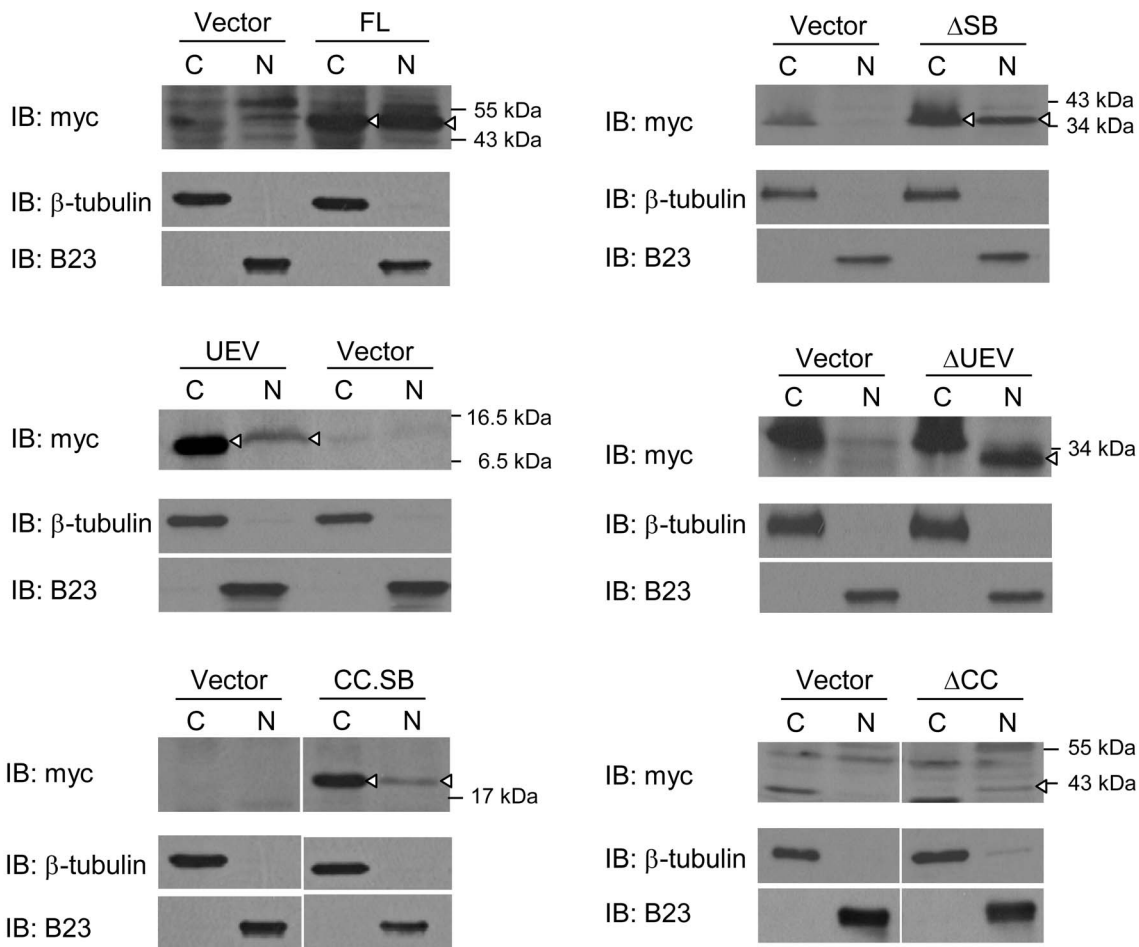 Vector FL
C N C N
IB: myc
55 kDa
43 kDa
IB: β-tubulin
IB: B23
Vector ΔSB
C N C N
IB: myc
43 kDa
34 kDa
IB: β-tubulin
IB: B23
UEV Vector
C N C N
IB: myc
16.5 kDa
6.5 kDa
IB: β-tubulin
IB: B23
Vector ΔUEV
C N C N
IB: myc
34 kDa
IB: β-tubulin
IB: B23
Vector CC.SB
C N C N
IB: myc
17 kDa
IB: β-tubulin
IB: B23
Vector ΔCC
C N C N
IB: myc
55 kDa
43 kDa
IB: β-tubulin
IB: B23